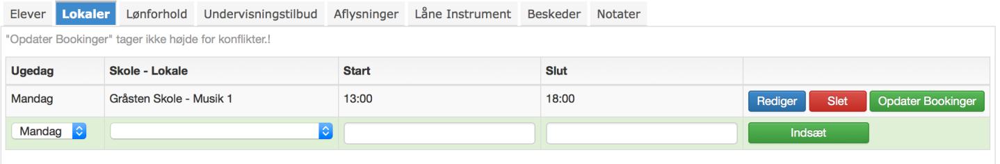 Elever Lokaler Lønforhold Undervisningstilbud Aflysninger Låne Instrument Beskeder Notater
"Opdater Bookinger" tager ikke højde for konflikter.!
Ugedag Skole - Lokale Start Slut
Mandag Gråsten Skole - Musik 1 13:00 18:00 Rediger Slet Opdater Bookinger
Mandag Indsæt